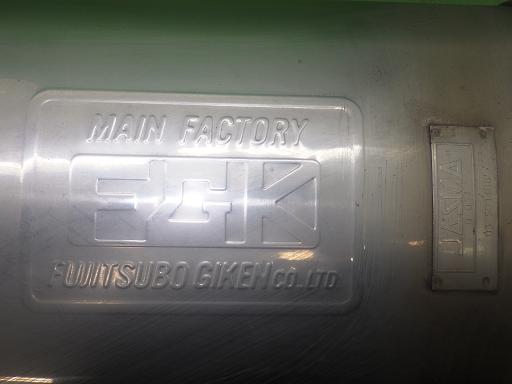 MAIN FACTORY
FGK
FUJITSUBO GIKEN CO.,LTD
JASMA